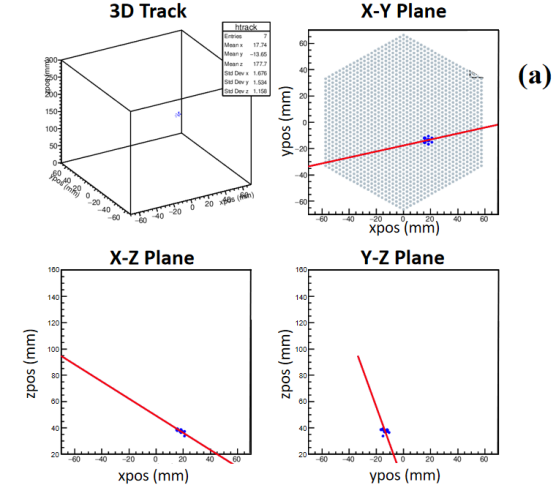 3D Track
X-Y Plane
(a)
htrack
Entries 7
Mean x 17.74
Mean y -13.65
Mean z 177.7
Std Dev x 1.676
Std Dev y 1.534
Std Dev z 1.158
300
250
200
150
100
50
0
zpos (mm)
60 40 20 0 -20 -40 -60
ypos (mm)
-60 -40 -20 0 20 40 60
xpos (mm)
60
40
20
0
-20
-40
-60
ypos (mm)
-60 -40 -20 0 20 40 60
xpos (mm)
X-Z Plane
Y-Z Plane
160
140
120
100
80
60
40
20
zpos (mm)
-60 -40 -20 0 20 40 60
xpos (mm)
160
140
120
100
80
60
40
20
zpos (mm)
-60 -40 -20 0 20 40 60
ypos (mm)